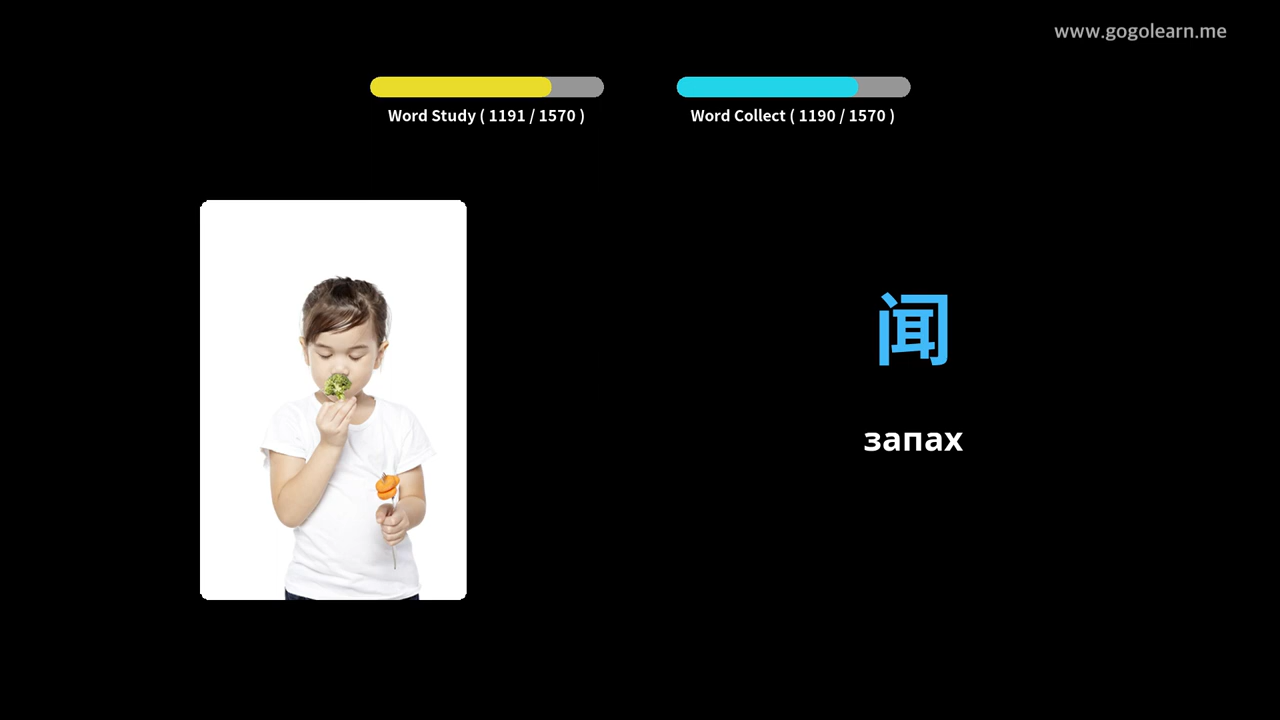 www.gogolearn.me
Word Study ( 1191 / 1570 )
Word Collect ( 1190 / 1570 )
闻
запах